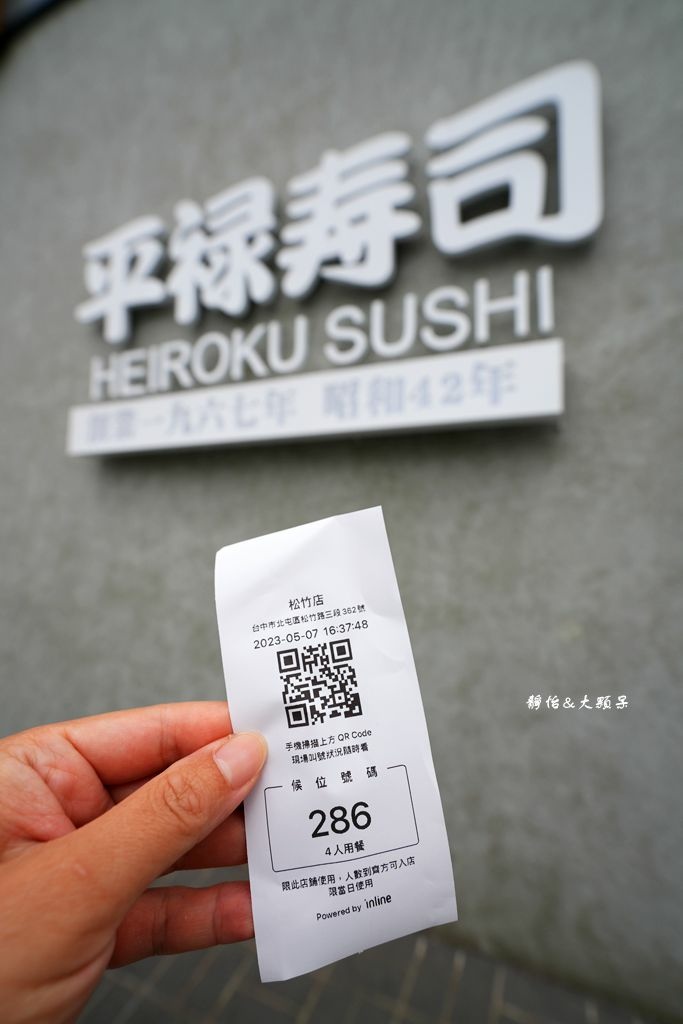 平禄寿司
HEIROKU SUSHI
創業一九六七年 昭和42年
松竹店
台中市北屯區松竹路三段362號
2023-05-07 16:37:48
手機掃描上方 QR Code
現場叫號狀況隨時看
候位號碼
286
4人用餐
限此店鋪使用，人數到齊方可入店
限當日使用
Powered by inline
靜怡&大顆呆